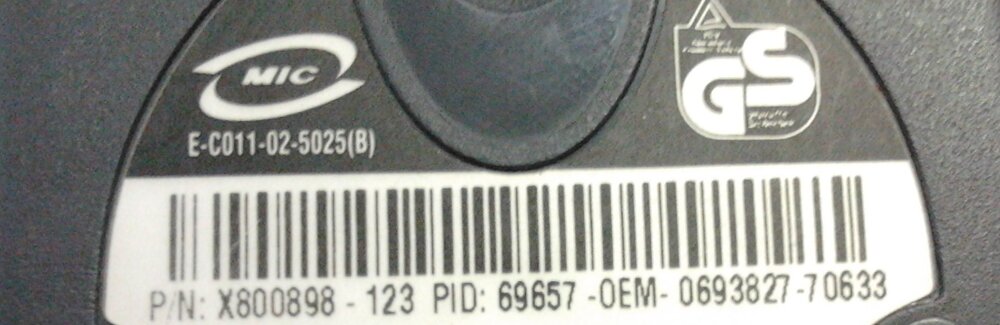 MIC
GS
E-C011-02-5025(B)
P/N: X800898 - 123 PID: 69657 -OEM- 0693827-70633